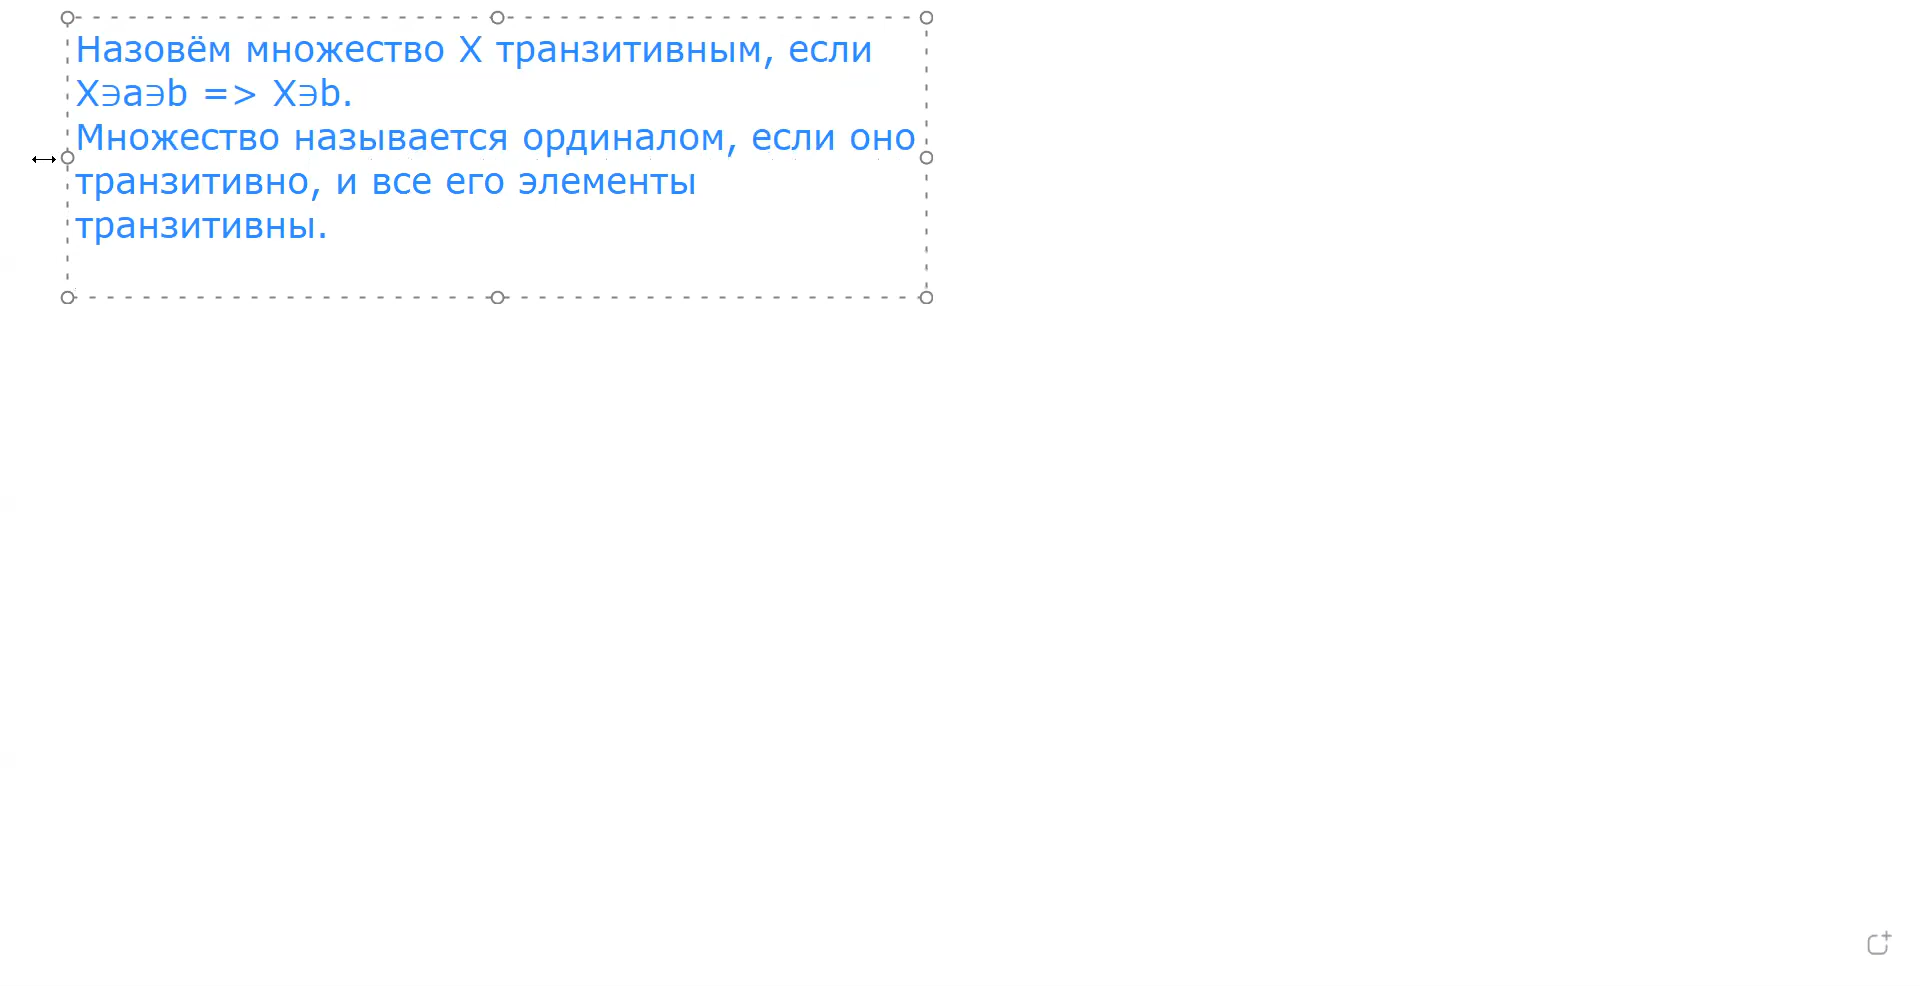 Назовём множество X транзитивным, если
X∋a∋b => X∋b.
Множество называется ординалом, если оно
транзитивно, и все его элементы
транзитивны.